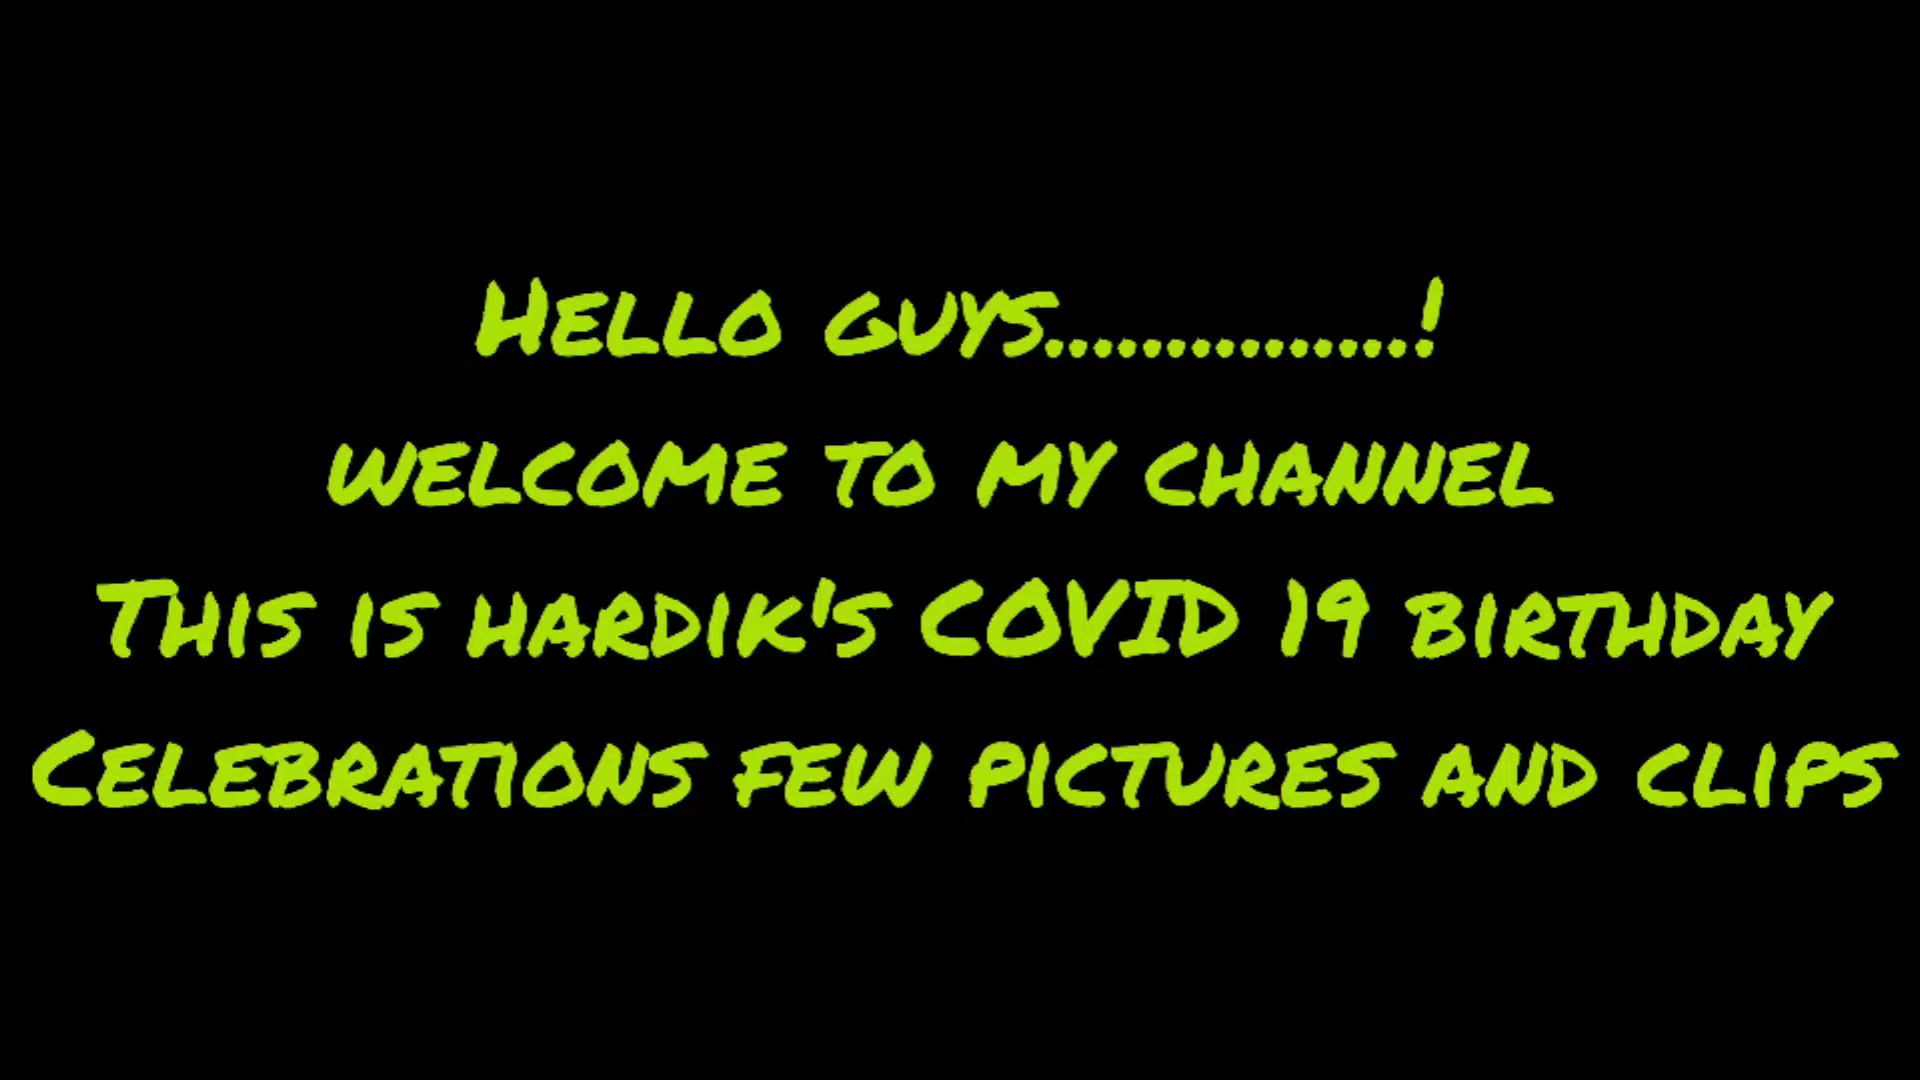 Hello guys...............!
welcome to my channel
This is hardik's COVID 19 birthday
Celebrations few pictures and clips